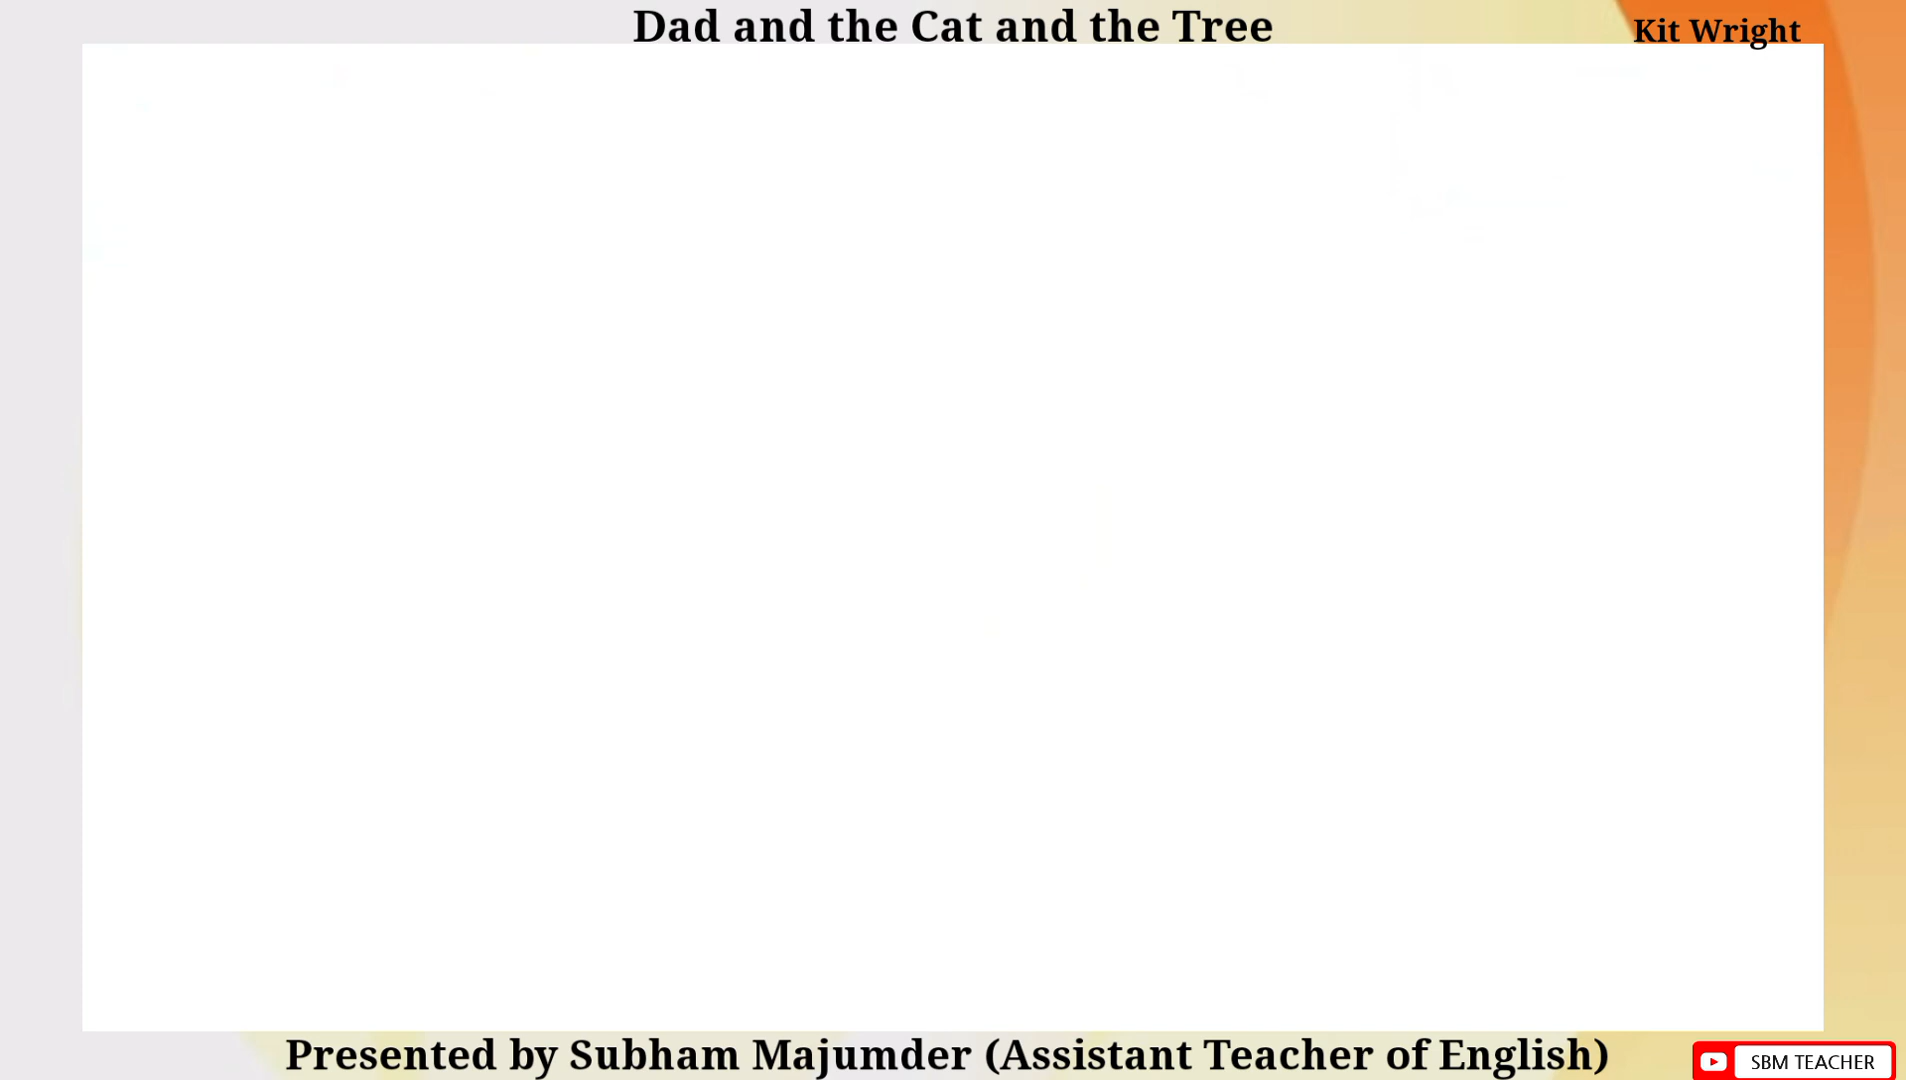 Dad and the Cat and the Tree
Kit Wright
Presented by Subham Majumder (Assistant Teacher of English)
SBM TEACHER